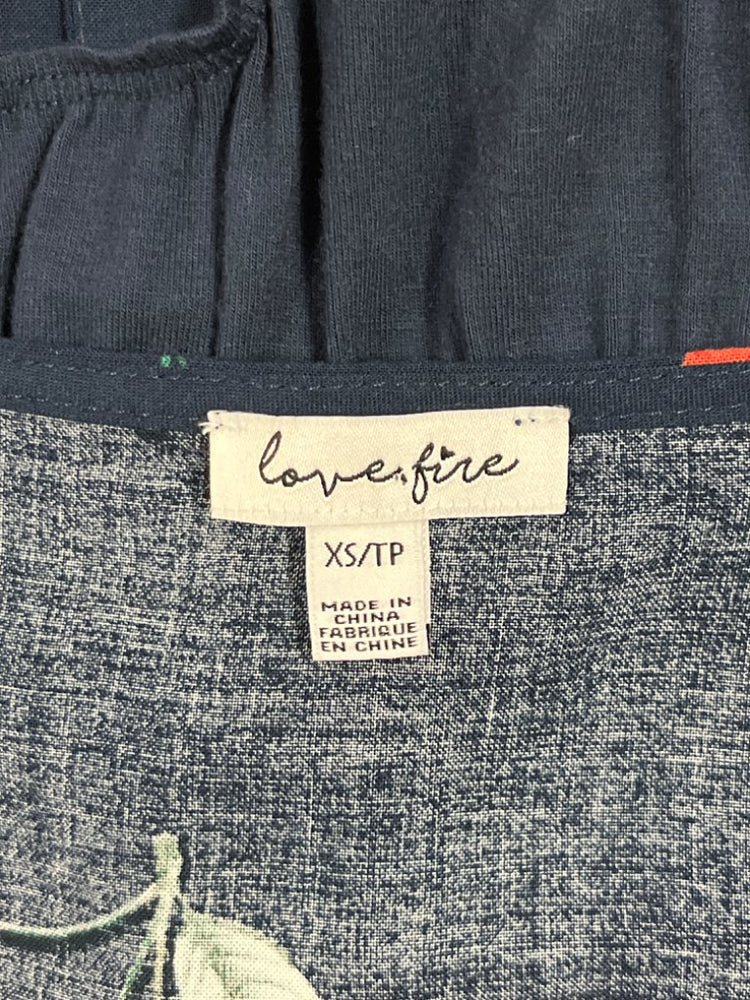 love, fire
XS/TP
MADE IN
CHINA
FABRIQUE
EN CHINE